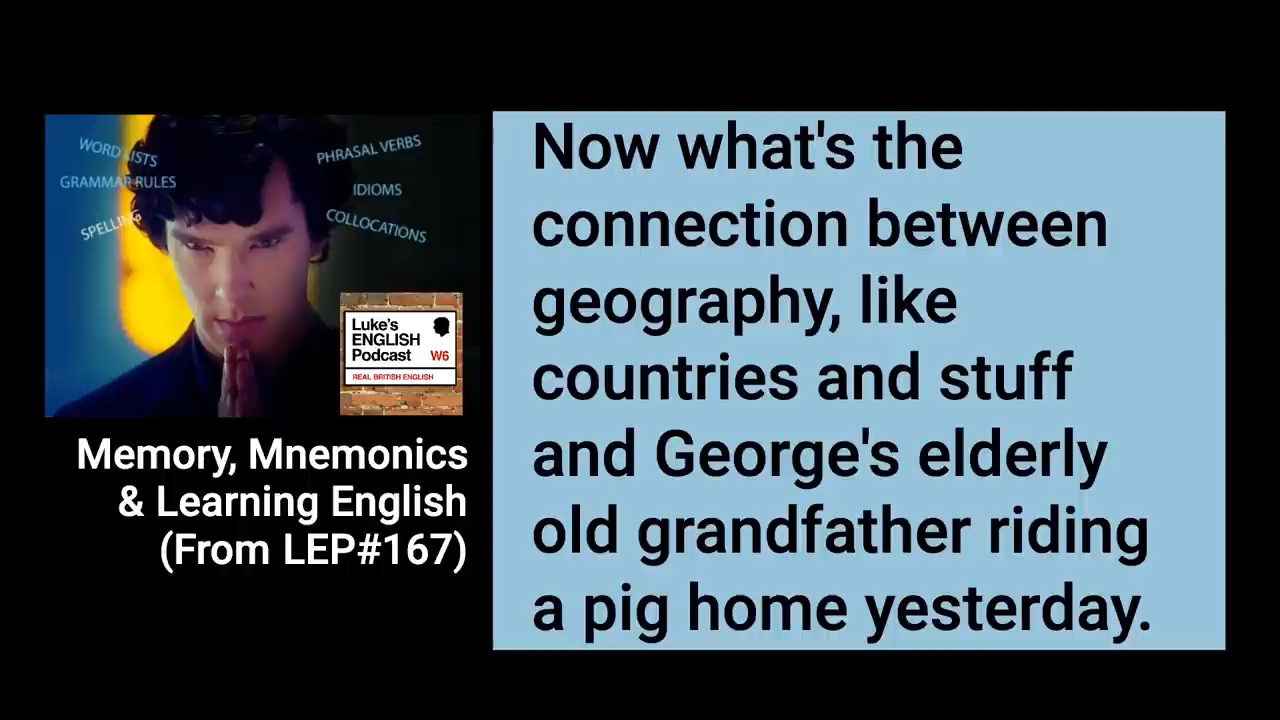 WORD LISTS
GRAMMAR RULES
SPELLING
PHRASAL VERBS
IDIOMS
COLLOCATIONS
Luke's
ENGLISH
Podcast W6
REAL BRITISH ENGLISH
Memory, Mnemonics
& Learning English
(From LEP#167)
Now what's the
connection between
geography, like
countries and stuff
and George's elderly
old grandfather riding
a pig home yesterday.